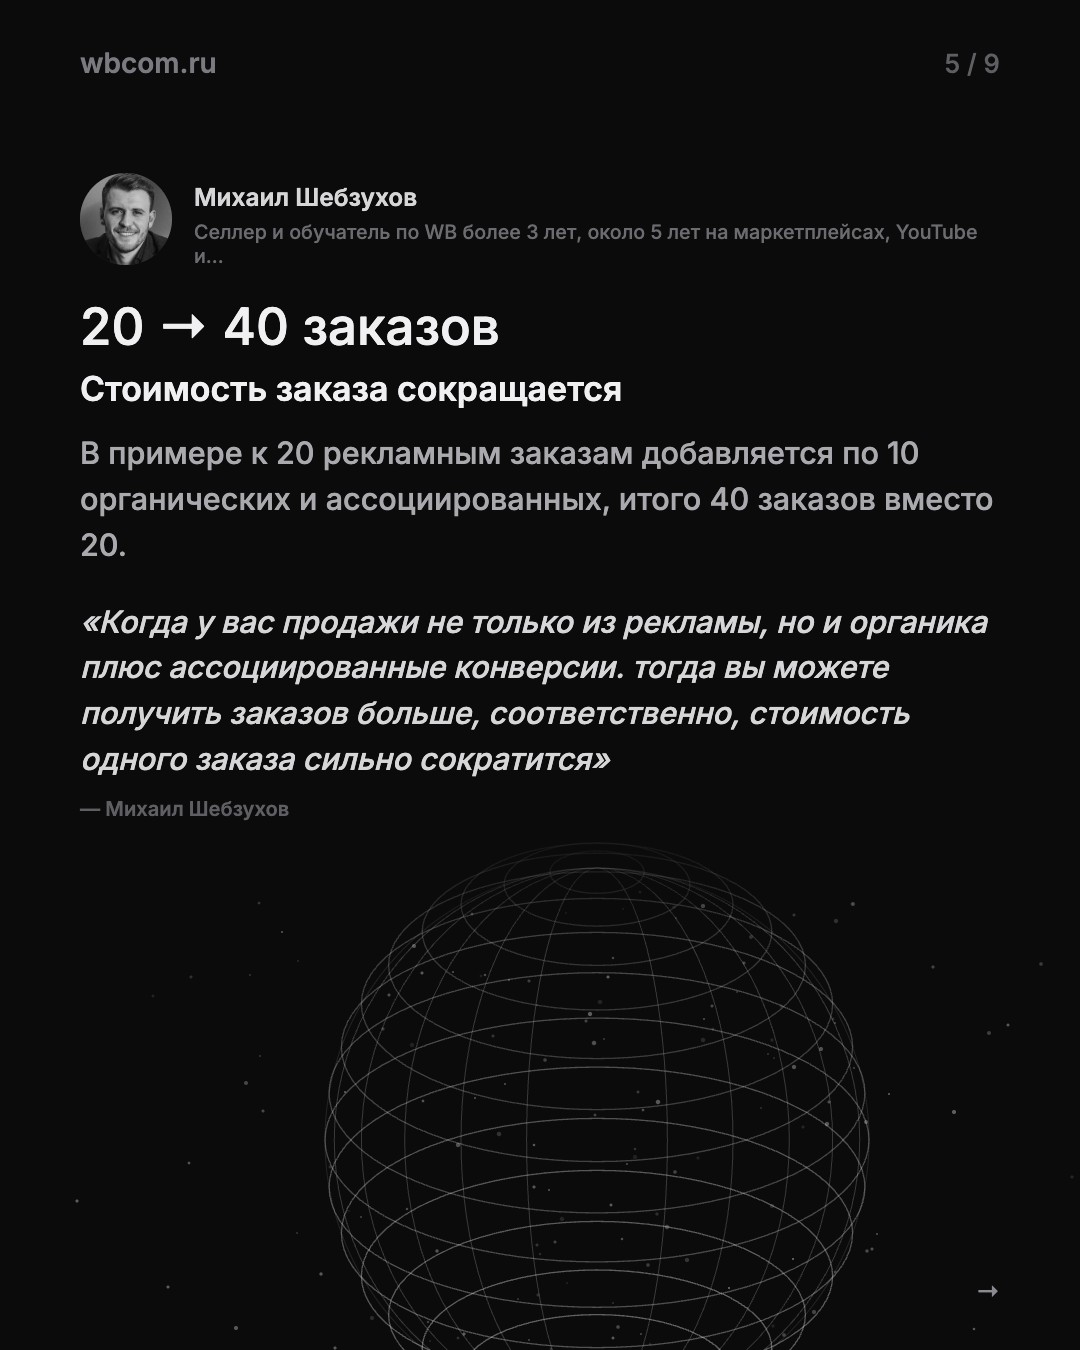 wbcom.ru
5 / 9
Михаил Шебзухов
Селлер и обучатель по WB более 3 лет, около 5 лет на маркетплейсах, YouTube
и...
20 → 40 заказов
Стоимость заказа сокращается
В примере к 20 рекламным заказам добавляется по 10
органических и ассоциированных, итого 40 заказов вместо
20.
«Когда у вас продажи не только из рекламы, но и органика
плюс ассоциированные конверсии. тогда вы можете
получить заказов больше, соответственно, стоимость
одного заказа сильно сократится»
— Михаил Шебзухов
→